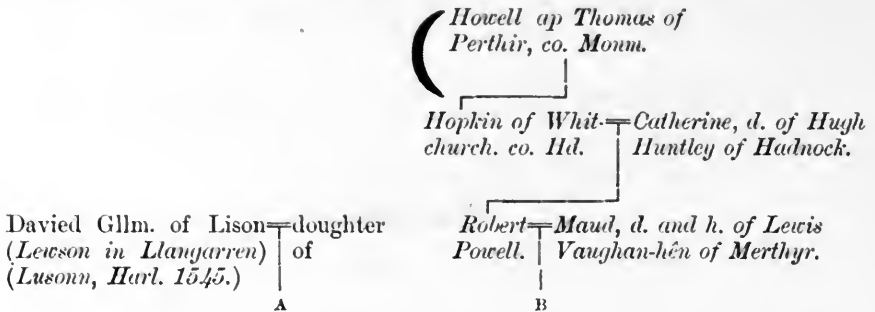 Howell ap Thomas of
Perthir, co. Monm.
Hopkin of Whit-
church. co. Hd.
Catherine, d. of Hugh
Huntley of Hadnock.
Davied Gllm. of Lison
(Lewson in Llangarren)
(Lusonn, Harl. 1545.)
doughter
of
Robert
Powell.
Maud, d. and h. of Lewis
Vaughan-hên of Merthyr.
A
B